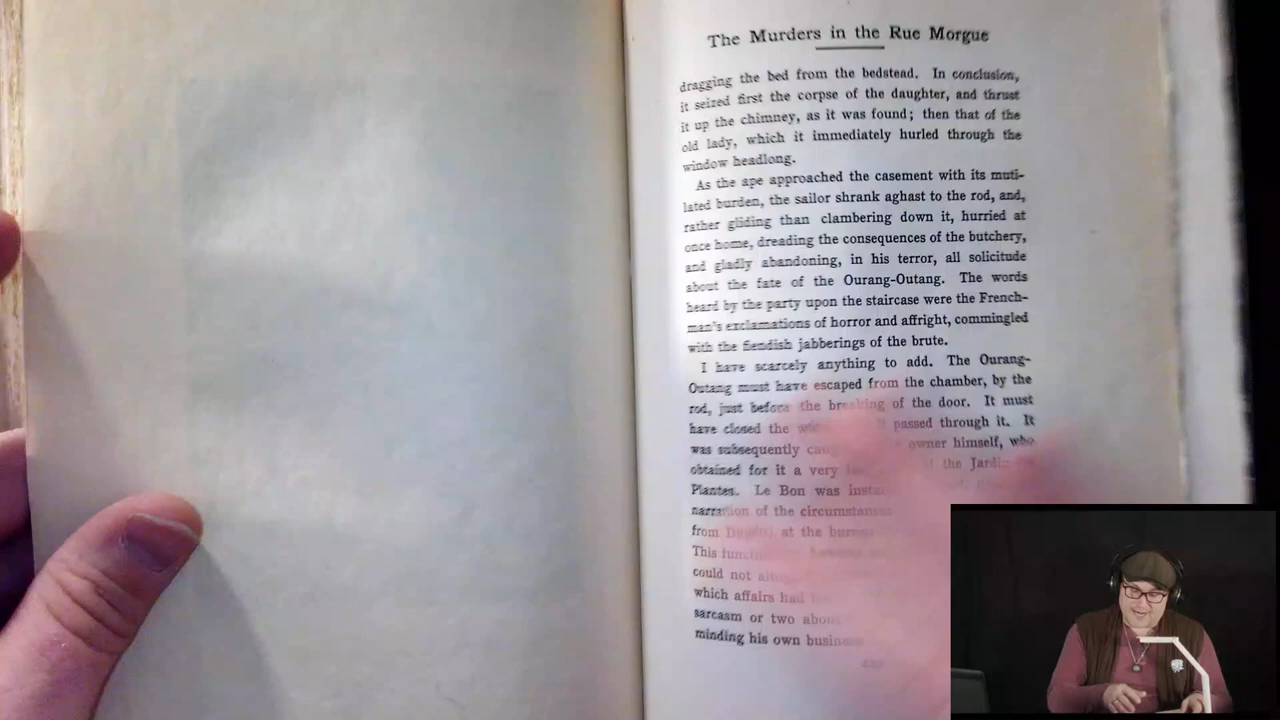 The Murders in the Rue Morgue
dragging the bed from the bedstead. In conclusion,
it seized first the corpse of the daughter, and thrust
it up the chimney, as it was found; then that of the
old lady, which it immediately hurled through the
window headlong.
As the ape approached the casement with its muti-
lated burden, the sailor shrank aghast to the rod, and,
rather gliding than clambering down it, hurried at
once home, dreading the consequences of the butchery,
and gladly abandoning, in his terror, all solicitude
about the fate of the Ourang-Outang. The words
heard by the party upon the staircase were the French-
man's exclamations of horror and affright, commingled
with the fiendish jabberings of the brute.
I have scarcely anything to add. The Ourang-
Outang must have escaped from the chamber, by the
rod, just before the breaking of the door. It must
have closed the passed through it. It
was subsequently owner himself, who
obtained for it a very the
Plantes. Le Bon was
narration of the
from at the
This
could not
which affairs had
sarcasm or two
minding his own